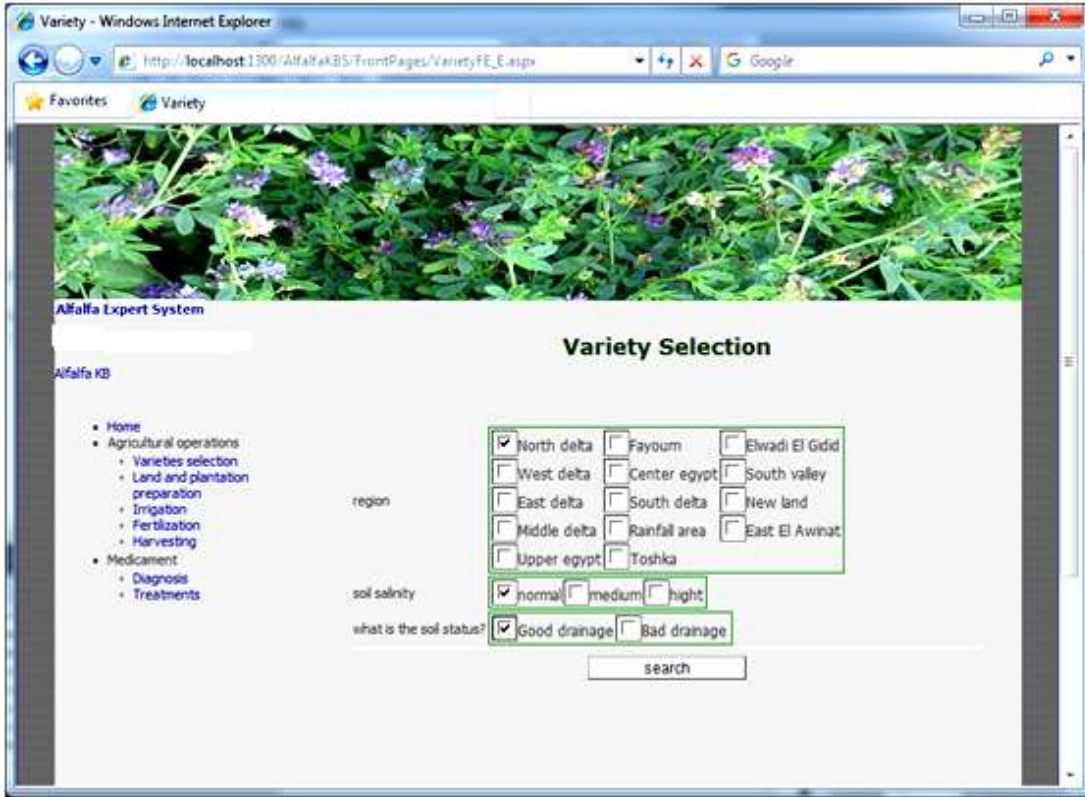 Variety - Windows Internet Explorer
http://localhost:1300/AlfalfaKBS/FrontPages/VarietyFE_E.aspx
Google
Favorites
Variety
Alfalfa Expert System
Variety Selection
Alfalfa KB
Home
Agricultural operations
Varieties selection
Land and plantation
preparation
Irrigation
Fertilization
Harvesting
Medicament
Diagnosis
Treatments
region
North delta Fayoum Elwadi El Gidid
West delta Center egypt South valley
East delta South delta New land
Middle delta Rainfall area East El Awinat
Upper egypt Toshka
soil salinity normal medium hight
what is the soil status? Good drainage Bad drainage
search